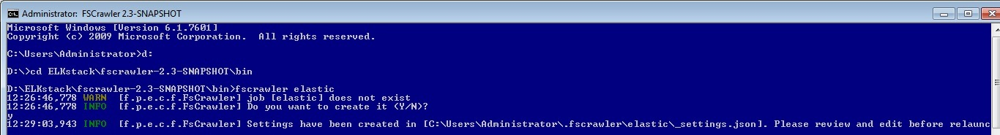 Administrator: FSCrawler 2.3-SNAPSHOT
Microsoft Windows [Version 6.1.7601]
Copyright (c) 2009 Microsoft Corporation.  All rights reserved.
C:\Users\Administrator>d:
D:\>cd ELKstack\fscrawler-2.3-SNAPSHOT\bin
D:\ELKstack\fscrawler-2.3-SNAPSHOT\bin>fscrawler elastic
12:26:46,778 WARN  [f.p.e.c.f.FsCrawler] job [elastic] does not exist
12:26:46,778 INFO  [f.p.e.c.f.FsCrawler] Do you want to create it (Y/N)?
y
12:29:03,943 INFO  [f.p.e.c.f.FsCrawler] Settings have been created in [C:\Users\Administrator\.fscrawler\elastic\_settings.json]. Please review and edit before relaunc